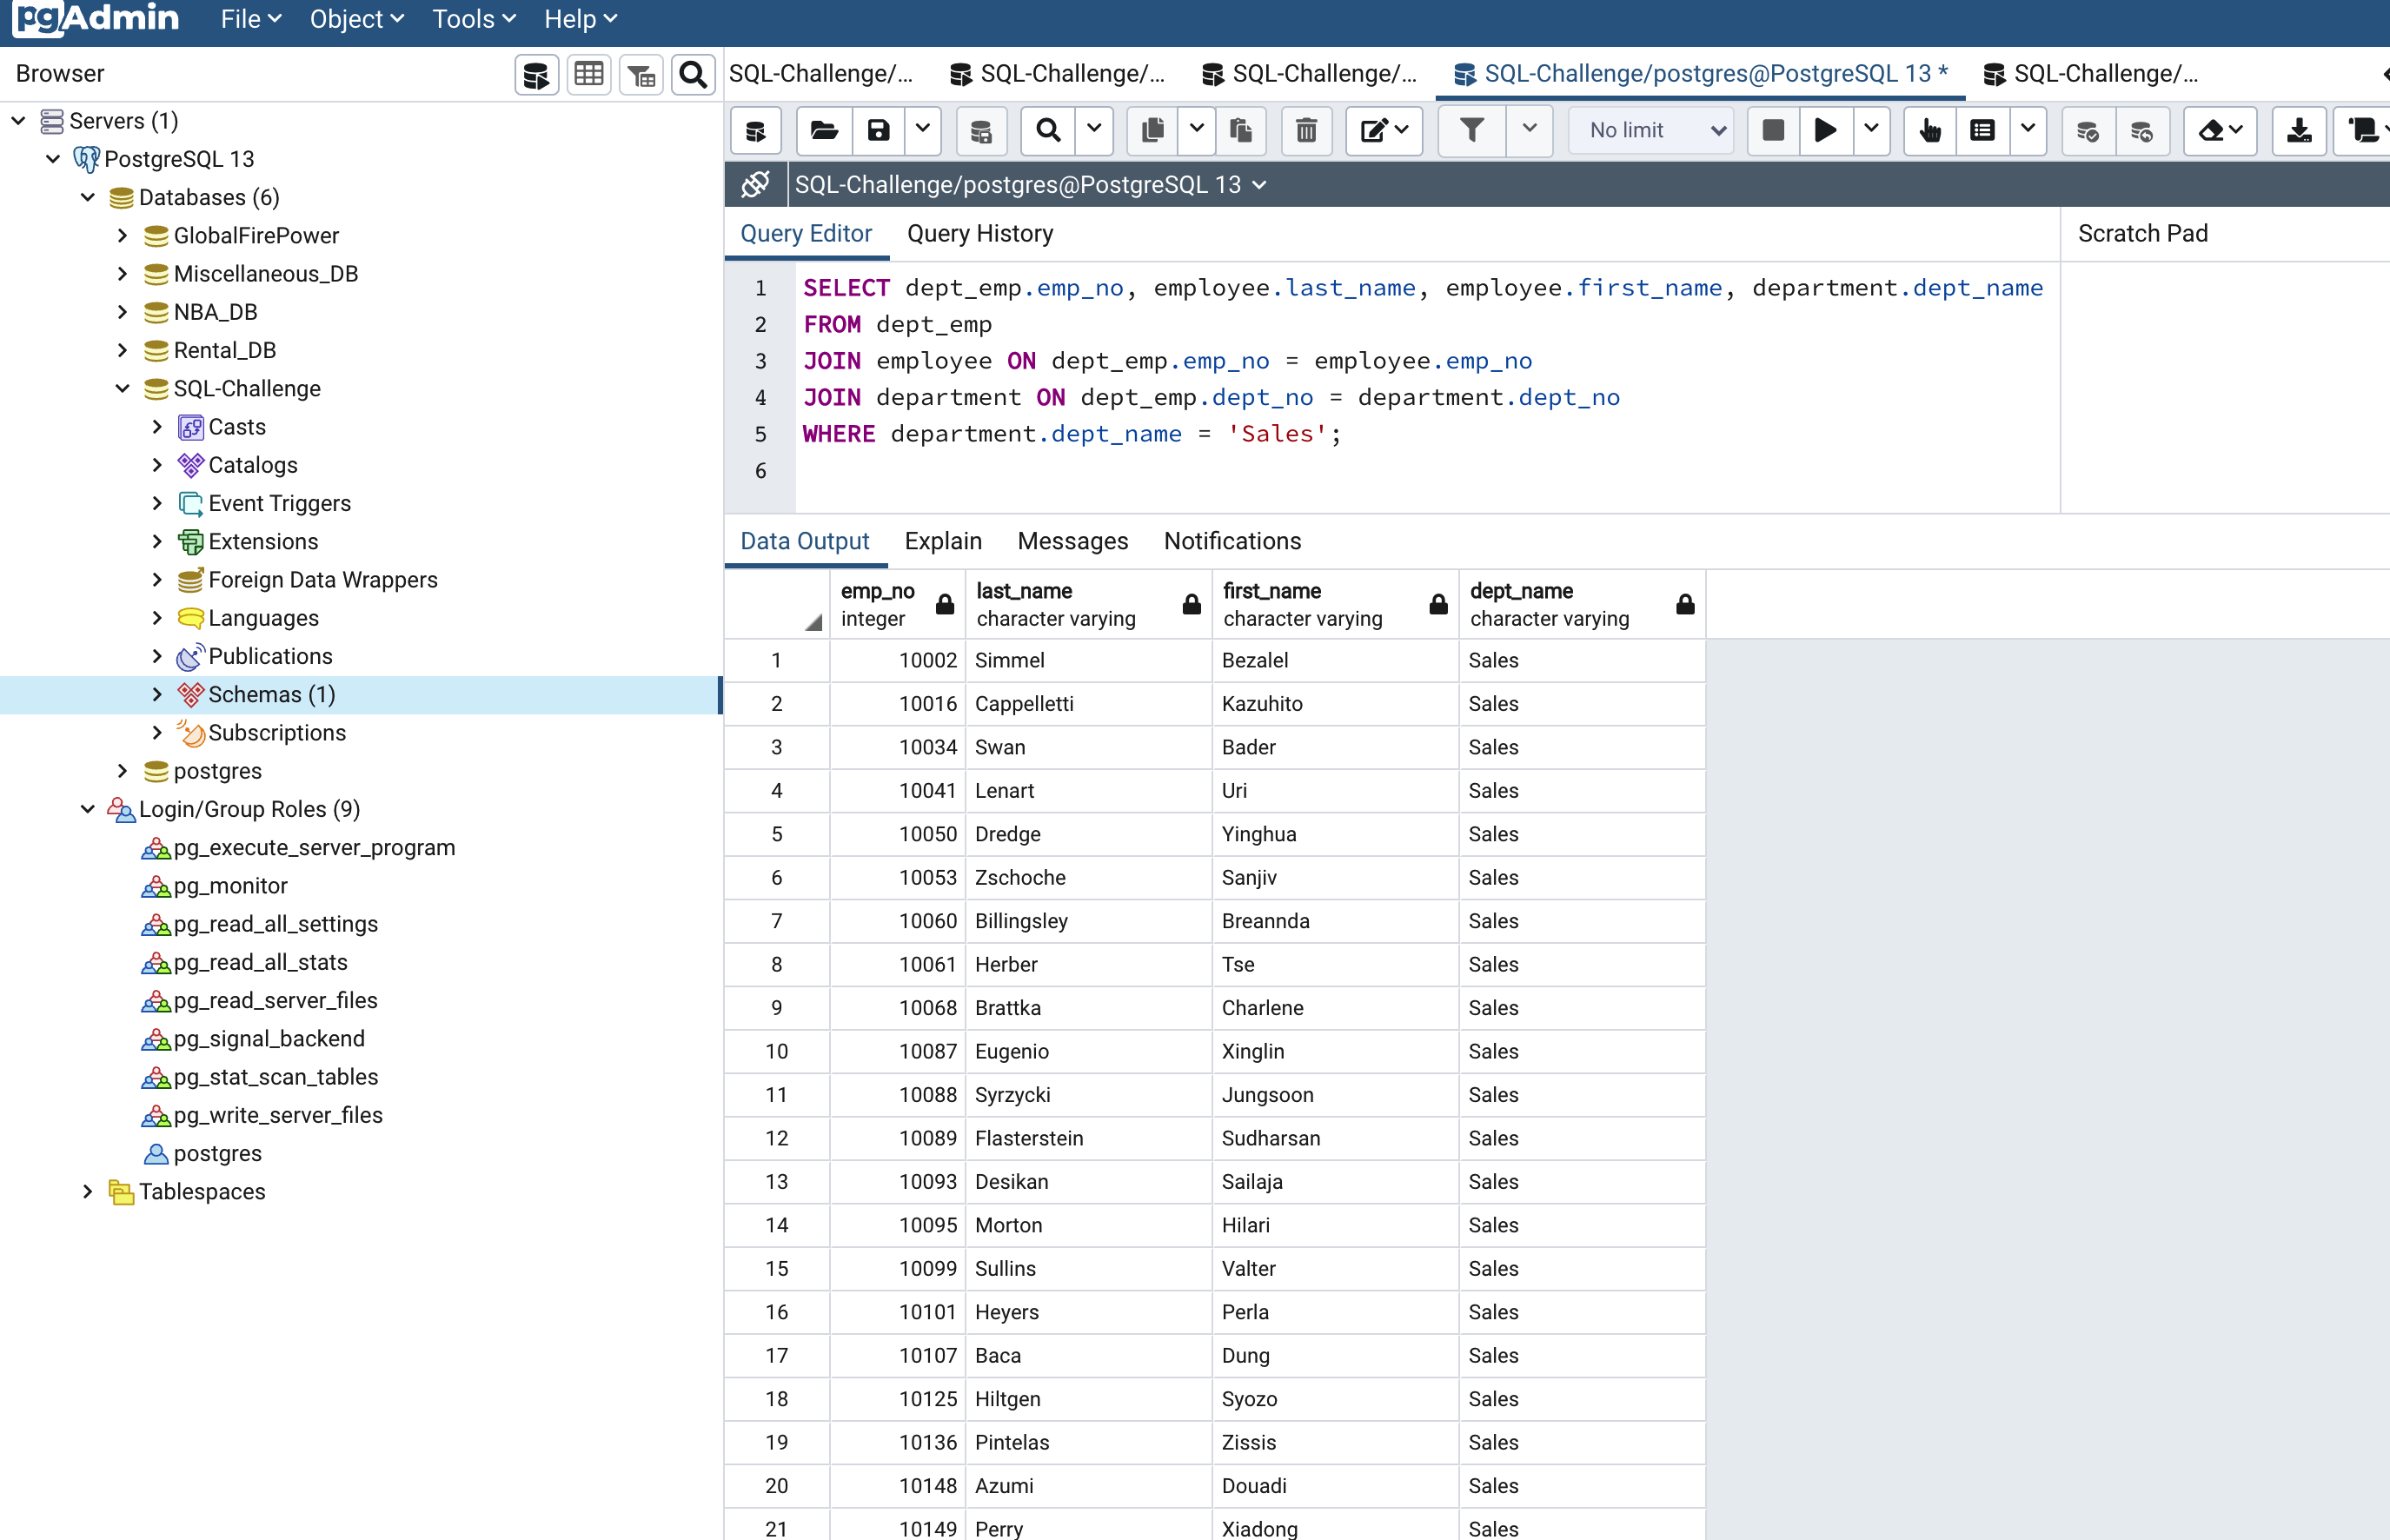 pgAdmin File Object Tools Help
Browser
SQL-Challenge/... SQL-Challenge/... SQL-Challenge/... SQL-Challenge/postgres@PostgreSQL 13 * SQL-Challenge/...
Servers (1)
PostgreSQL 13
Databases (6)
GlobalFirePower
Miscellaneous_DB
NBA_DB
Rental_DB
SQL-Challenge
Casts
Catalogs
Event Triggers
Extensions
Foreign Data Wrappers
Languages
Publications
Schemas (1)
Subscriptions
postgres
Login/Group Roles (9)
pg_execute_server_program
pg_monitor
pg_read_all_settings
pg_read_all_stats
pg_read_server_files
pg_signal_backend
pg_stat_scan_tables
pg_write_server_files
postgres
Tablespaces
No limit
SQL-Challenge/postgres@PostgreSQL 13
Query Editor Query History
Scratch Pad
1 SELECT dept_emp.emp_no, employee.last_name, employee.first_name, department.dept_name
2 FROM dept_emp
3 JOIN employee ON dept_emp.emp_no = employee.emp_no
4 JOIN department ON dept_emp.dept_no = department.dept_no
5 WHERE department.dept_name = 'Sales';
6
Data Output Explain Messages Notifications
emp_no last_name first_name dept_name
integer character varying character varying character varying
1 10002 Simmel Bezalel Sales
2 10016 Cappelletti Kazuhito Sales
3 10034 Swan Bader Sales
4 10041 Lenart Uri Sales
5 10050 Dredge Yinghua Sales
6 10053 Zschoche Sanjiv Sales
7 10060 Billingsley Breannda Sales
8 10061 Herber Tse Sales
9 10068 Brattka Charlene Sales
10 10087 Eugenio Xinglin Sales
11 10088 Syrzycki Jungsoon Sales
12 10089 Flasterstein Sudharsan Sales
13 10093 Desikan Sailaja Sales
14 10095 Morton Hilari Sales
15 10099 Sullins Valter Sales
16 10101 Heyers Perla Sales
17 10107 Baca Dung Sales
18 10125 Hiltgen Syozo Sales
19 10136 Pintelas Zissis Sales
20 10148 Azumi Douadi Sales
21 10149 Perry Xiadong Sales